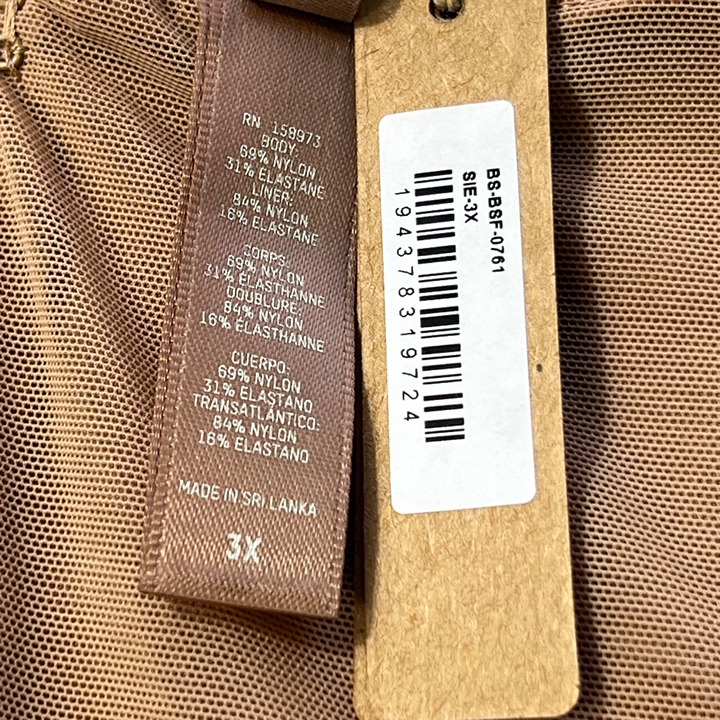 RN 158973
BODY:
69% NYLON
31% ELASTANE
LINER:
84% NYLON
16% ELASTANE
CORPS:
69% NYLON
31% ÉLASTHANNE
DOUBLURE:
84% NYLON
16% ÉLASTHANNE
CUERPO:
69% NYLON
31% ELASTANO
TRANSATLÁNTICO:
84% NYLON
16% ELASTANO
MADE IN SRI LANKA
3X
BS-BSF-0761
SIE-3X
194378319724